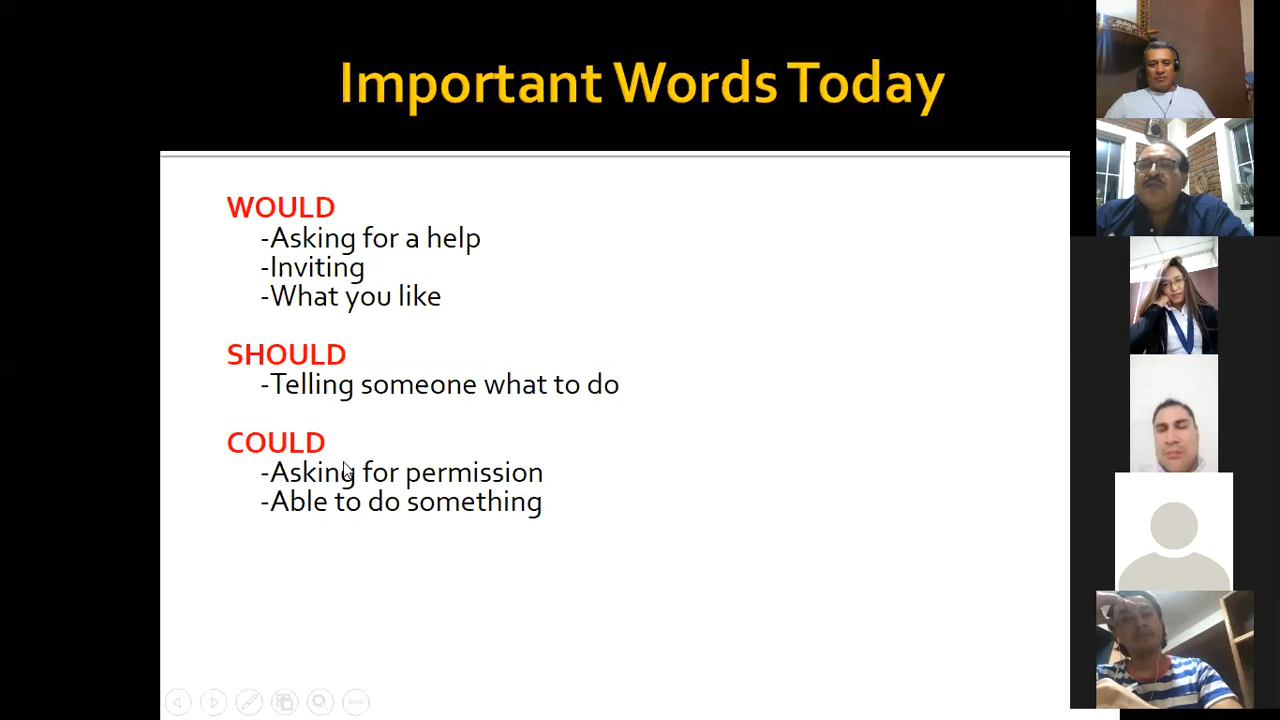 Important Words Today
WOULD
-Asking for a help
-Inviting
-What you like
SHOULD
-Telling someone what to do
COULD
-Asking for permission
-Able to do something